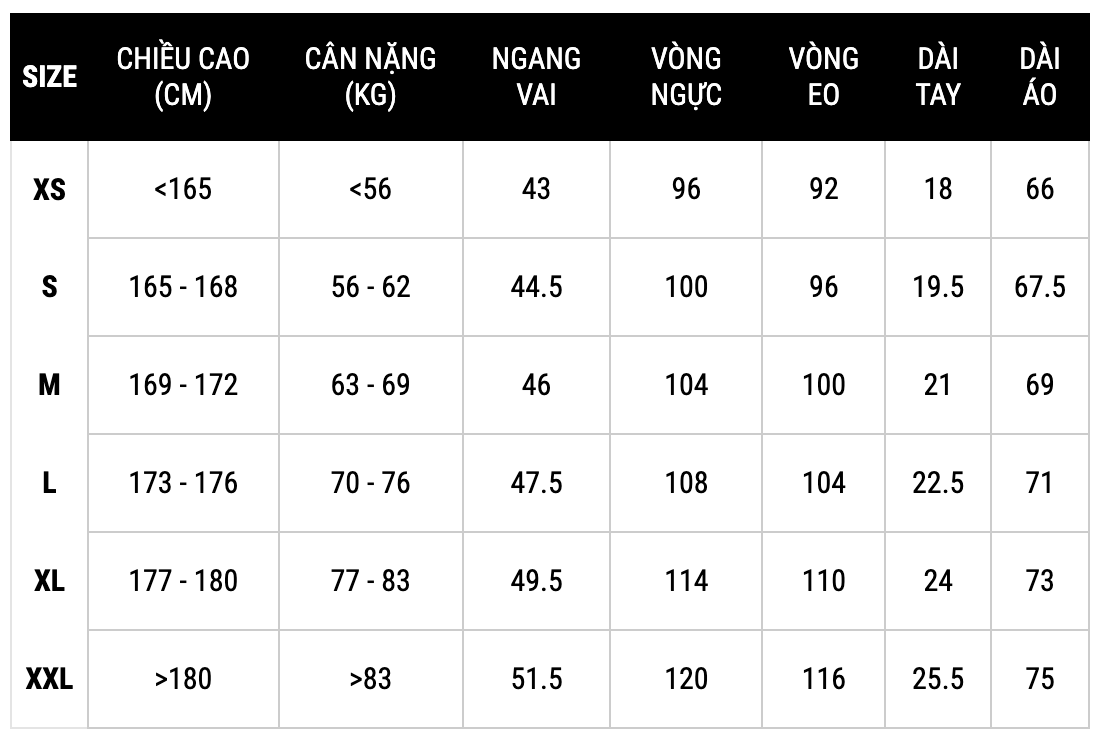 SIZE CHIỀU CAO (CM) CÂN NẶNG (KG) NGANG VAI VÒNG NGỰC VÒNG EO DÀI TAY DÀI ÁO
XS <165 <56 43 96 92 18 66
S 165 - 168 56 - 62 44.5 100 96 19.5 67.5
M 169 - 172 63 - 69 46 104 100 21 69
L 173 - 176 70 - 76 47.5 108 104 22.5 71
XL 177 - 180 77 - 83 49.5 114 110 24 73
XXL >180 >83 51.5 120 116 25.5 75